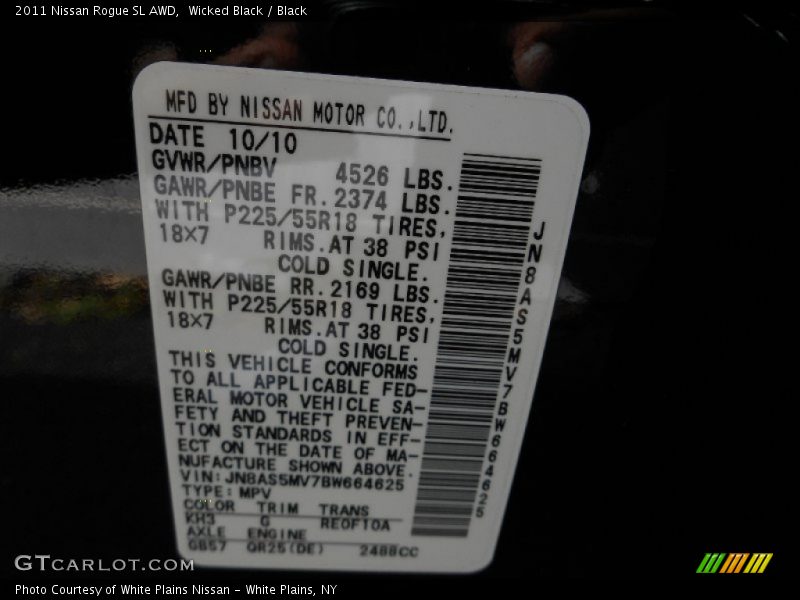 2011 Nissan Rogue SL AWD,  Wicked Black / Black
MFD BY NISSAN MOTOR CO.,LTD.
DATE 10/10
GVWR/PNBV 4526 LBS.
GAWR/PNBE FR. 2374 LBS.
WITH P225/55R18 TIRES,
18×7 RIMS.AT 38 PSI
COLD SINGLE.
GAWR/PNBE RR. 2169 LBS.
WITH P225/55R18 TIRES.
18×7 RIMS.AT 38 PSI
COLD SINGLE.
THIS VEHICLE CONFORMS
TO ALL APPLICABLE FED-
ERAL MOTOR VEHICLE SA-
FETY AND THEFT PREVEN-
TION STANDARDS IN EFF-
ECT ON THE DATE OF MA-
NUFACTURE SHOWN ABOVE.
VIN:JN8AS5MV7BW664625
TYPE:MPV
COLOR TRIM TRANS
KH3 G RE0F10A
AXLE ENGINE
GB57 QR25(DE) 2488CC
JN8AS5MV7BW664625
GTCARLOT.COM
Photo Courtesy of White Plains Nissan - White Plains, NY